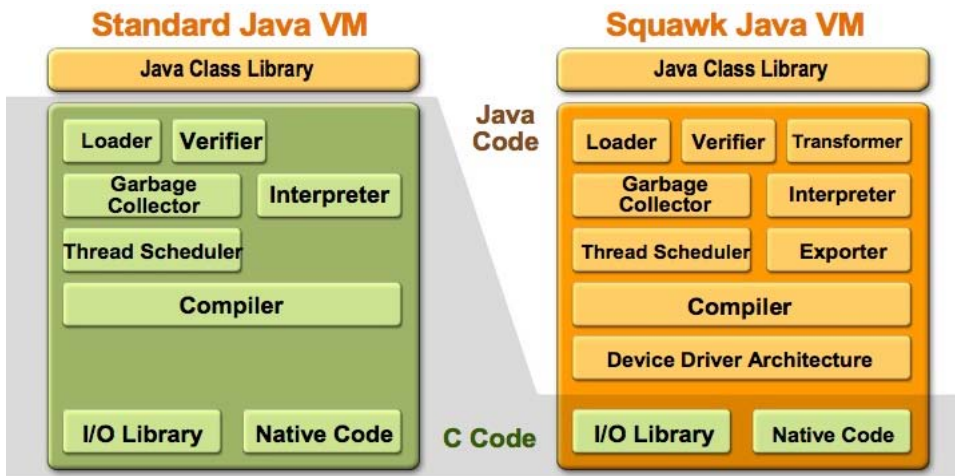 Standard Java VM
Java Class Library
Loader
Verifier
Garbage
Collector
Interpreter
Thread Scheduler
Compiler
I/O Library
Native Code
Java
Code
C Code
Squawk Java VM
Java Class Library
Loader
Verifier
Transformer
Garbage
Collector
Interpreter
Thread Scheduler
Exporter
Compiler
Device Driver Architecture
I/O Library
Native Code